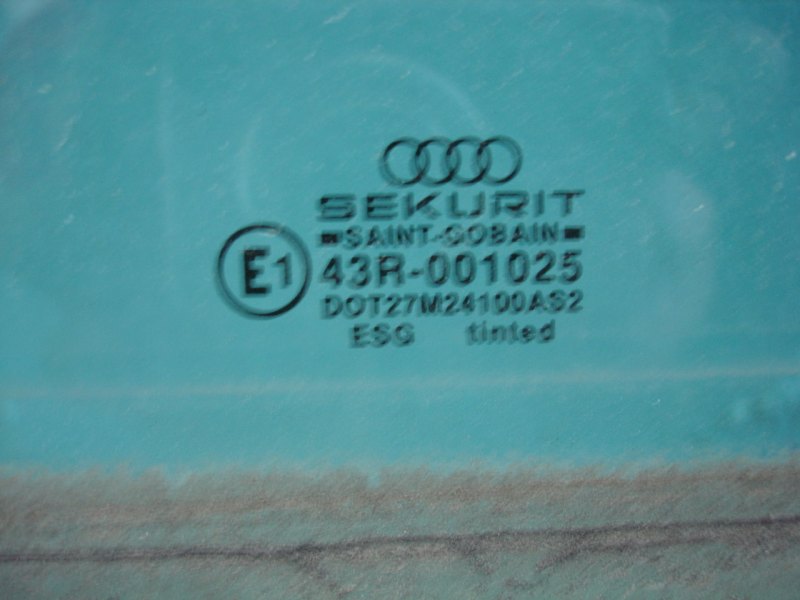 SEKURIT
SAINT-GOBAIN
E1 43R-001025
DOT27M24100AS2
ESG tinted